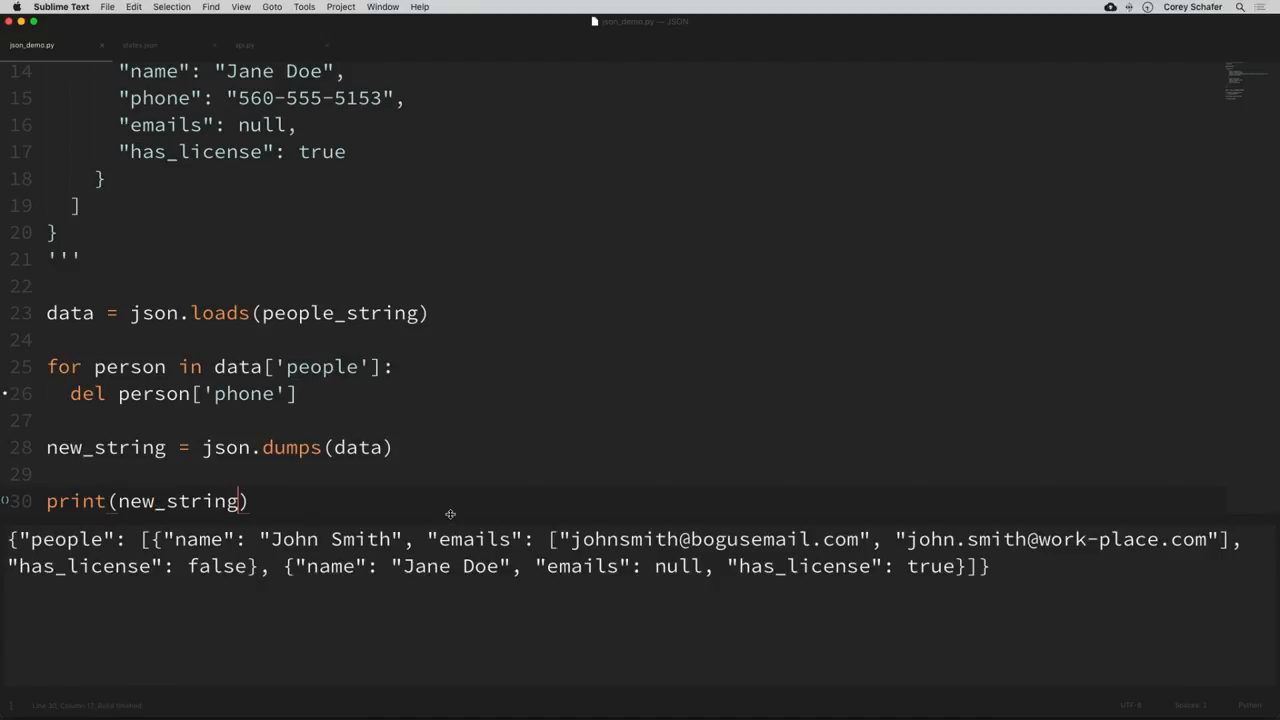 Sublime Text File Edit Selection Find View Goto Tools Project Window Help Corey Schafer
json_demo.py — JSON
json_demo.py states.json api.py
14 "name": "Jane Doe",
15 "phone": "560-555-5153",
16 "emails": null,
17 "has_license": true
18 }
19 ]
20 }
21 '''
22
23 data = json.loads(people_string)
24
25 for person in data['people']:
26 del person['phone']
27
28 new_string = json.dumps(data)
29
30 print(new_string)
{"people": [{"name": "John Smith", "emails": ["johnsmith@bogusemail.com", "john.smith@work-place.com"],
"has_license": false}, {"name": "Jane Doe", "emails": null, "has_license": true}]}
Line 30, Column 17; Build finished UTF-8 Spaces: 2 Python